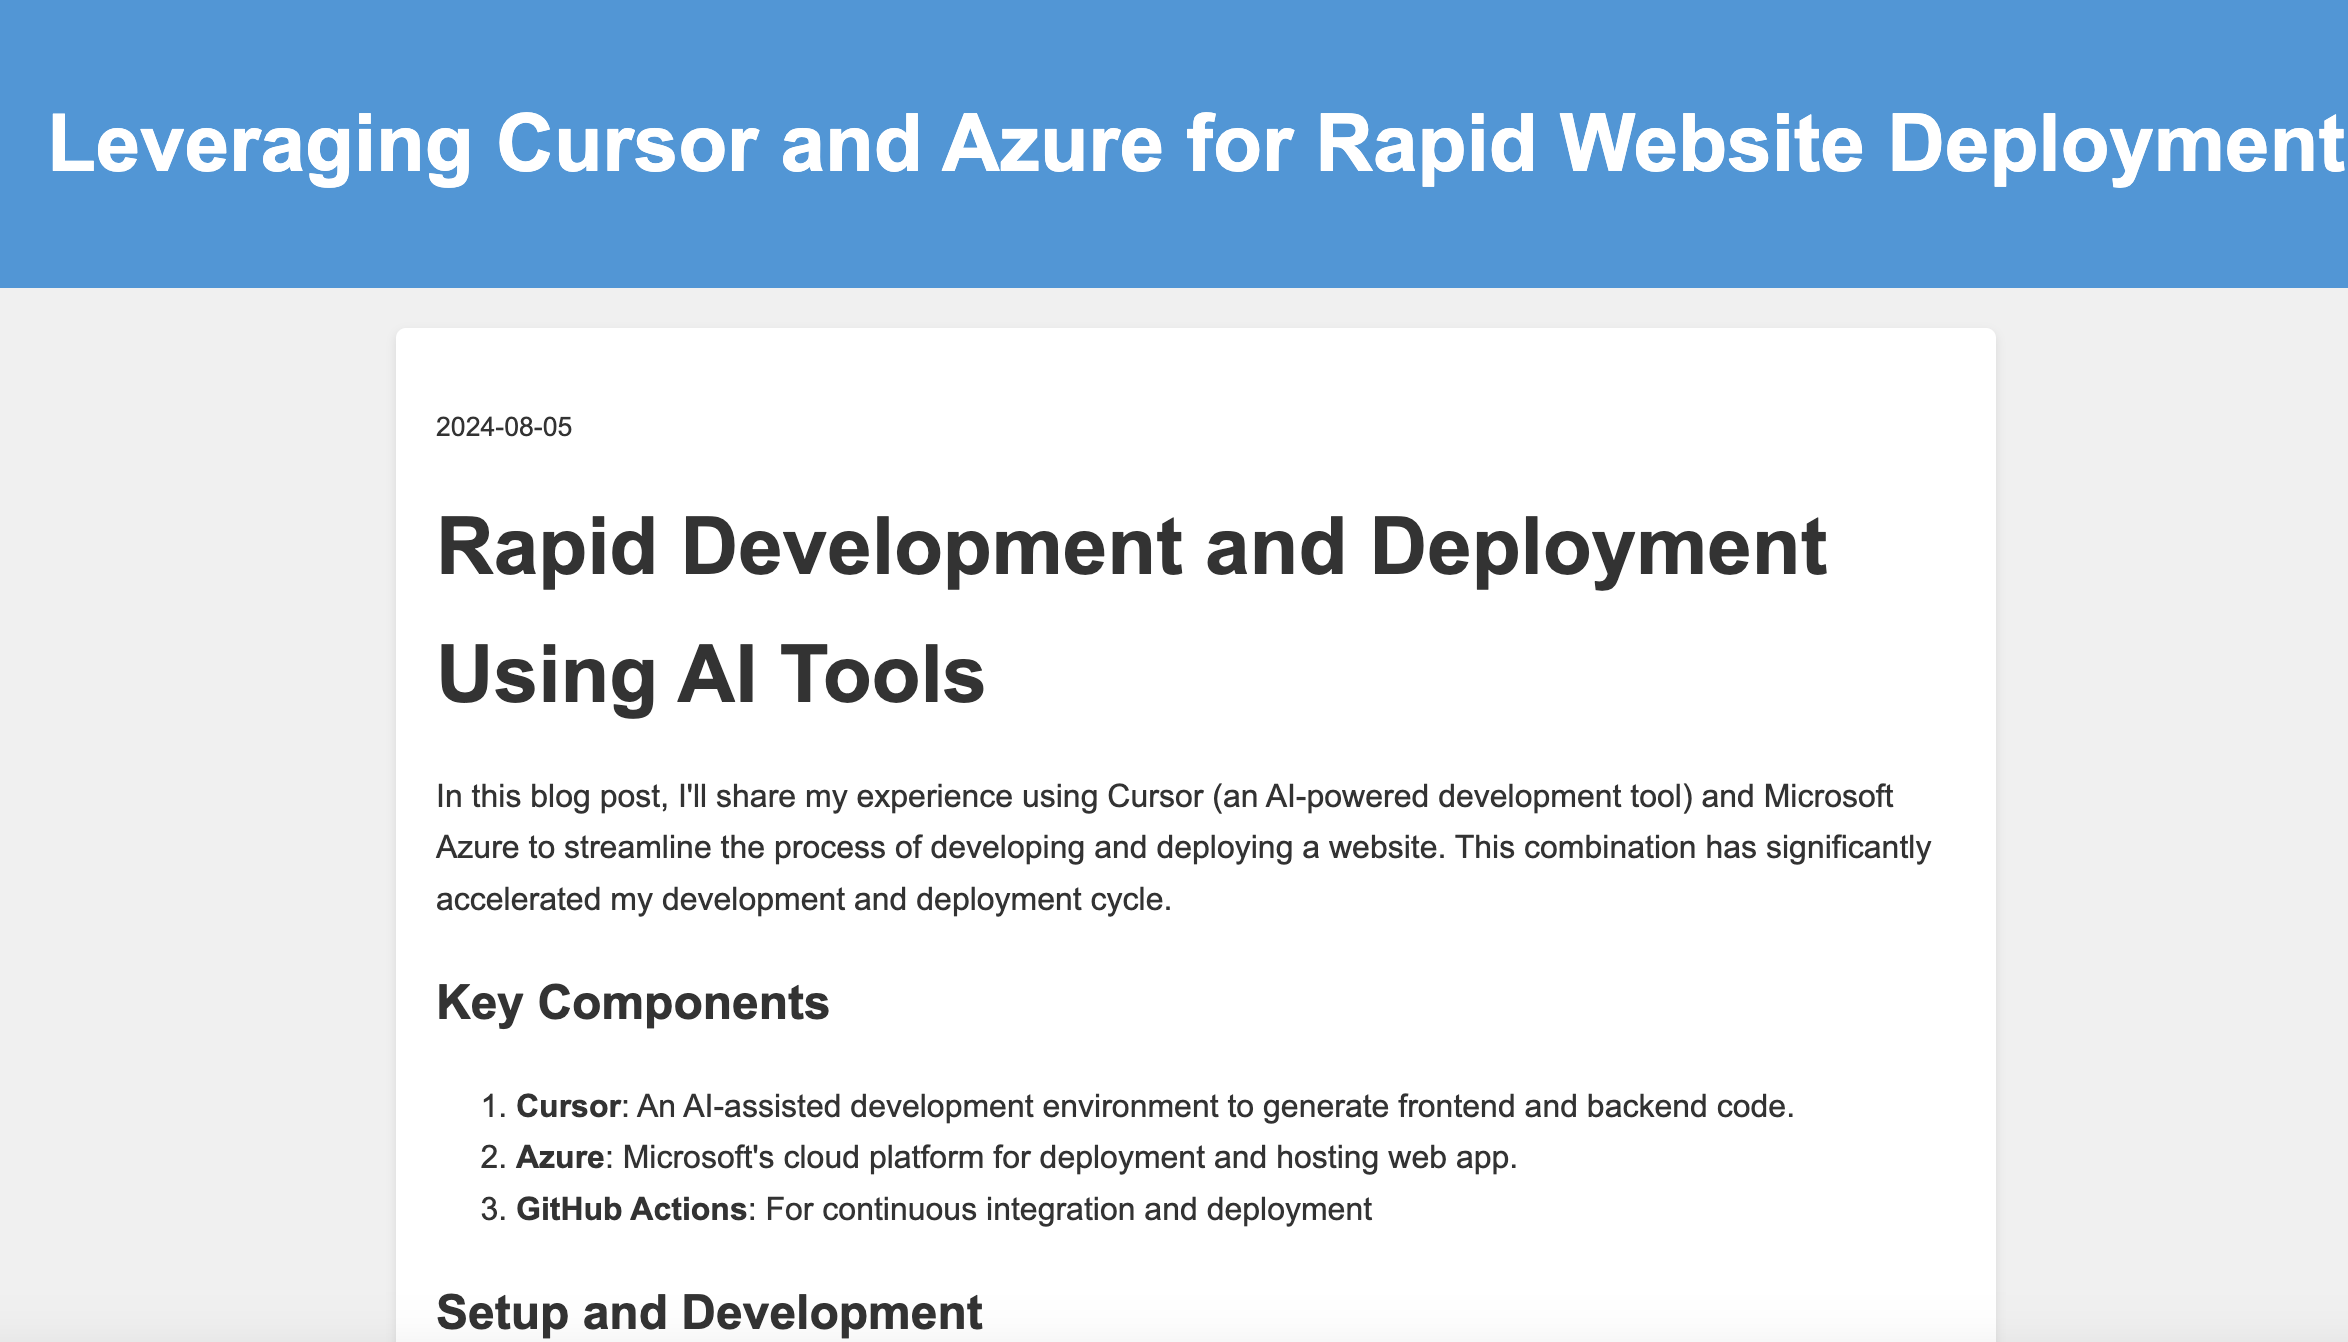 Leveraging Cursor and Azure for Rapid Website Deployment
2024-08-05
Rapid Development and Deployment
Using AI Tools
In this blog post, I'll share my experience using Cursor (an AI-powered development tool) and Microsoft
Azure to streamline the process of developing and deploying a website. This combination has significantly
accelerated my development and deployment cycle.
Key Components
1. Cursor: An AI-assisted development environment to generate frontend and backend code.
2. Azure: Microsoft's cloud platform for deployment and hosting web app.
3. GitHub Actions: For continuous integration and deployment
Setup and Development